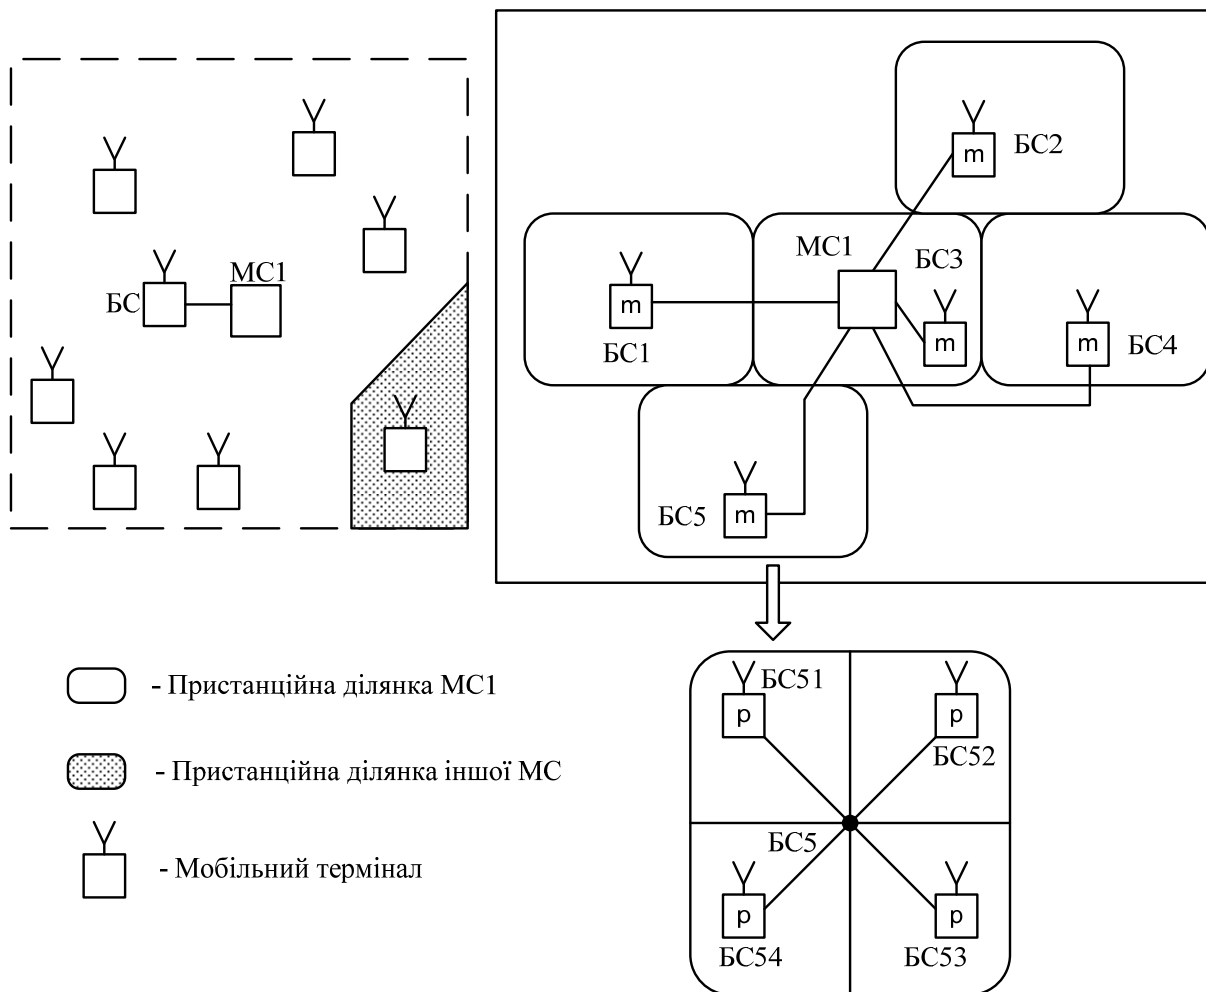 БС
МС1
m
БС2
МС1
БС3
m
БС1
m
m
БС4
БС5
m
- Пристанційна ділянка МС1
- Пристанційна ділянка іншої МС
- Мобільний термінал
БС51
p
p
БС52
БС5
p
p
БС54
БС53